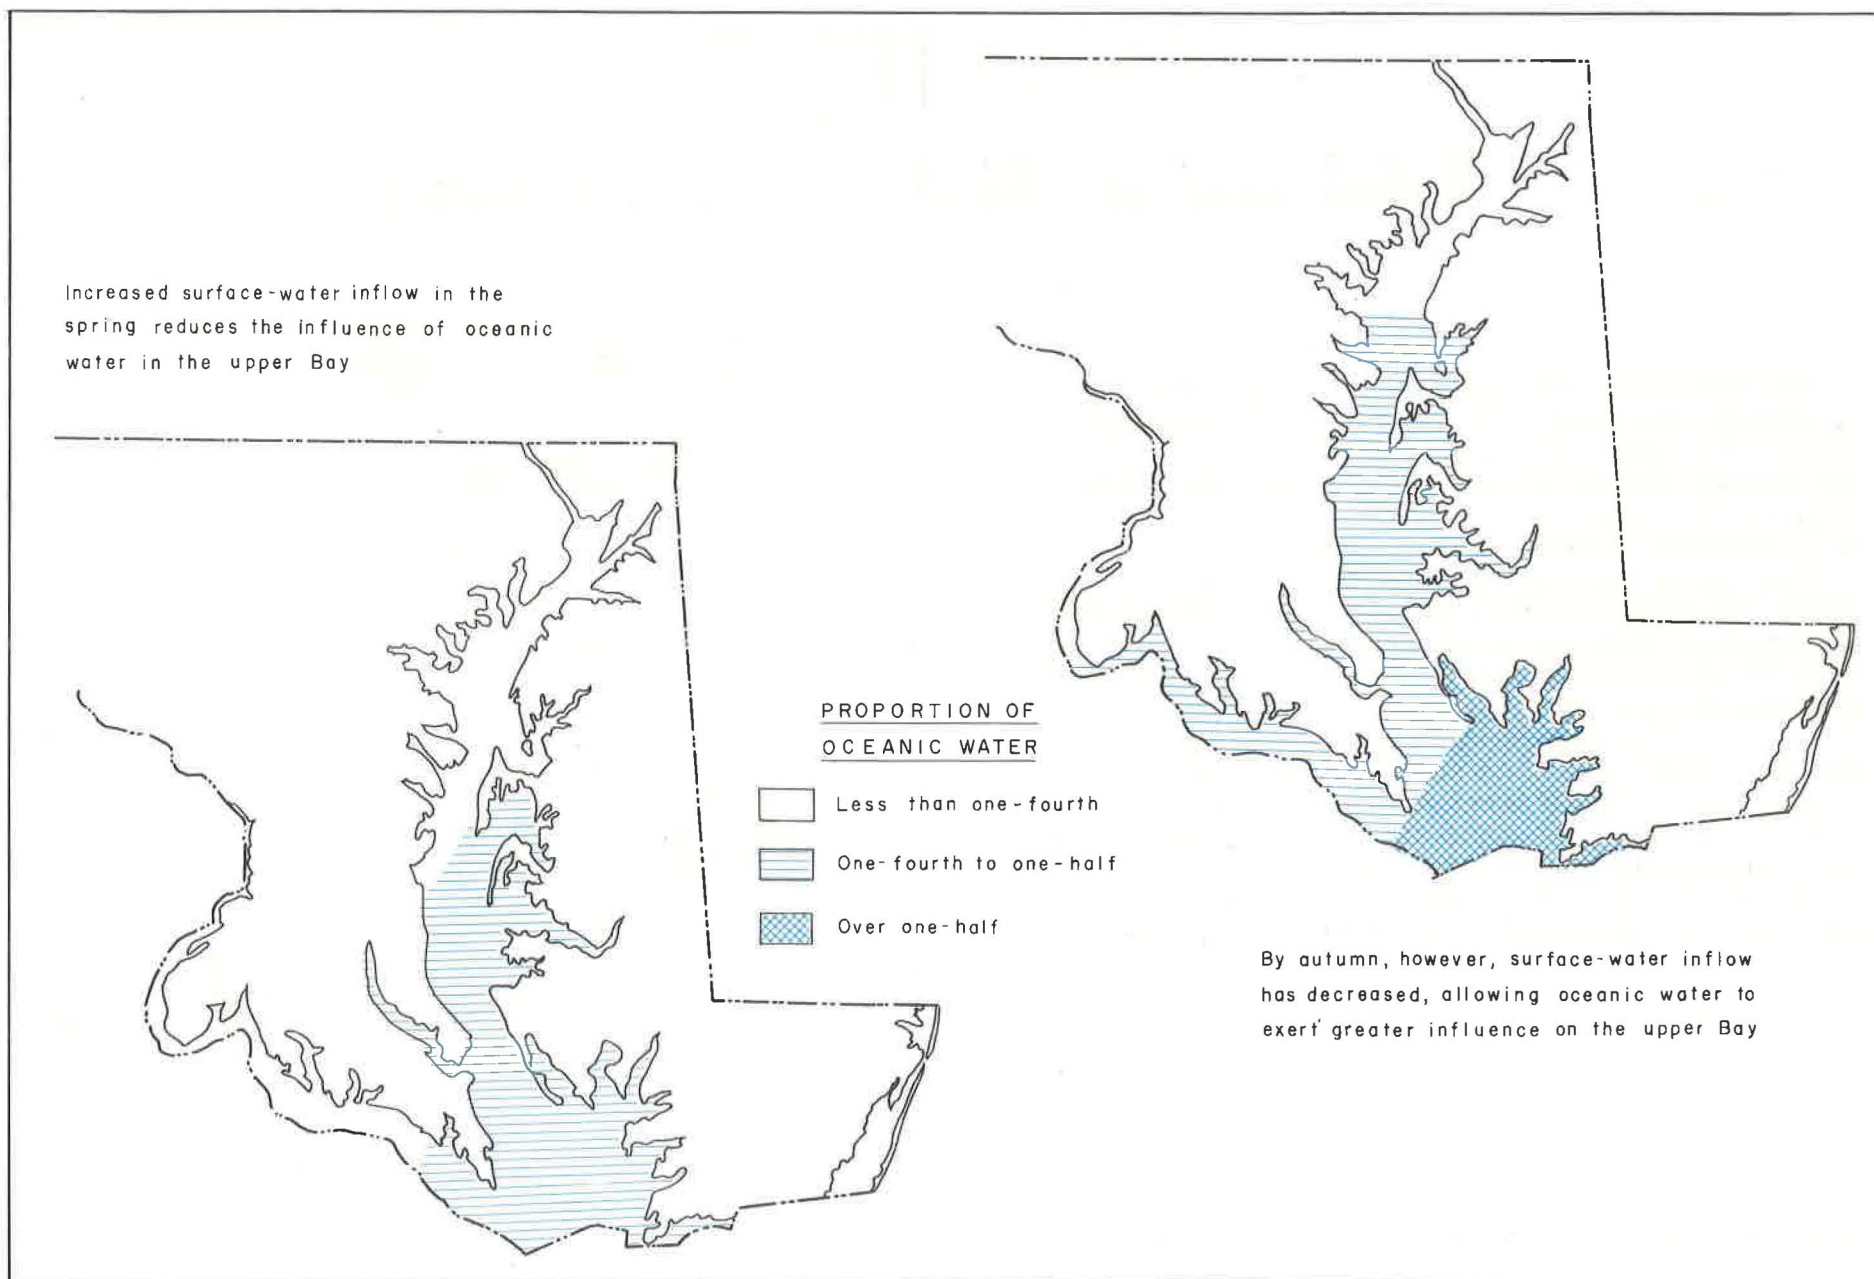 Increased surface-water inflow in the
spring reduces the influence of oceanic
water in the upper Bay
PROPORTION OF
OCEANIC WATER
Less than one-fourth
One-fourth to one-half
Over one-half
By autumn, however, surface-water inflow
has decreased, allowing oceanic water to
exert greater influence on the upper Bay